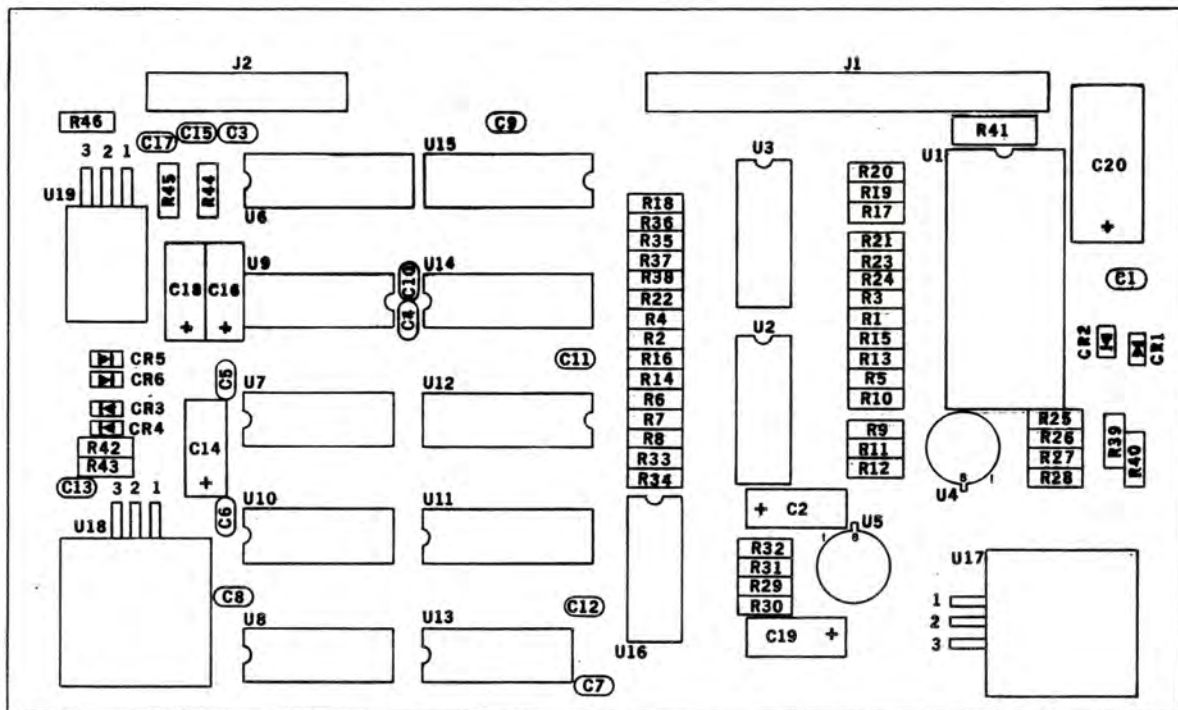 J2
J1
R46
C17
C15
C3
C9
R41
3 2 1
U19
R45
R44
U15
U6
U3
U1
C20
+
R20
R19
R17
R18
R36
R35
R37
R38
R22
R4
R2
R16
R14
R6
R7
R8
R33
R34
R21
R23
R24
R3
R1
R15
R13
R5
R10
R9
R11
R12
U9
C18
+
C16
+
C10
C4
U14
C1
CR2
CR1
U2
C11
CR5
CR6
CR3
CR4
R42
R43
C13
C5
C14
+
C6
U7
U12
R25
R26
R27
R28
R39
R40
8 1
U4
3 2 1
U18
U10
U11
+ C2
U5
1 8
R32
R31
R29
R30
C19 +
U17
1
2
3
C8
C12
U8
U13
U16
C7